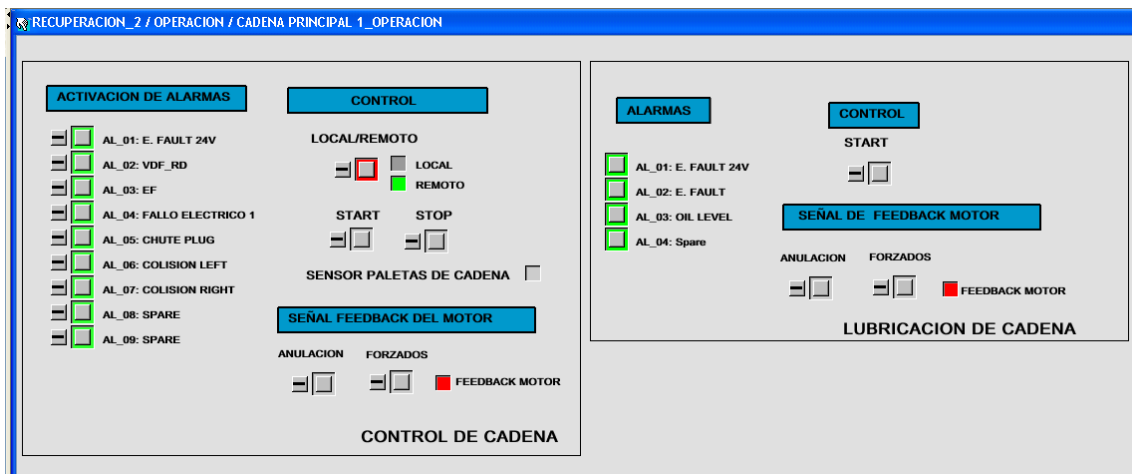 RECUPERACION_2 / OPERACION / CADENA PRINCIPAL 1_OPERACION
ACTIVACION DE ALARMAS
AL_01: E. FAULT 24V
AL_02: VDF_RD
AL_03: EF
AL_04: FALLO ELECTRICO 1
AL_05: CHUTE PLUG
AL_06: COLISION LEFT
AL_07: COLISION RIGHT
AL_08: SPARE
AL_09: SPARE
CONTROL
LOCAL/REMOTO
LOCAL
REMOTO
START STOP
SENSOR PALETAS DE CADENA
SEÑAL FEEDBACK DEL MOTOR
ANULACION FORZADOS
FEEDBACK MOTOR
CONTROL DE CADENA
ALARMAS
AL_01: E. FAULT 24V
AL_02: E. FAULT
AL_03: OIL LEVEL
AL_04: Spare
CONTROL
START
SEÑAL DE FEEDBACK MOTOR
ANULACION FORZADOS
FEEDBACK MOTOR
LUBRICACION DE CADENA